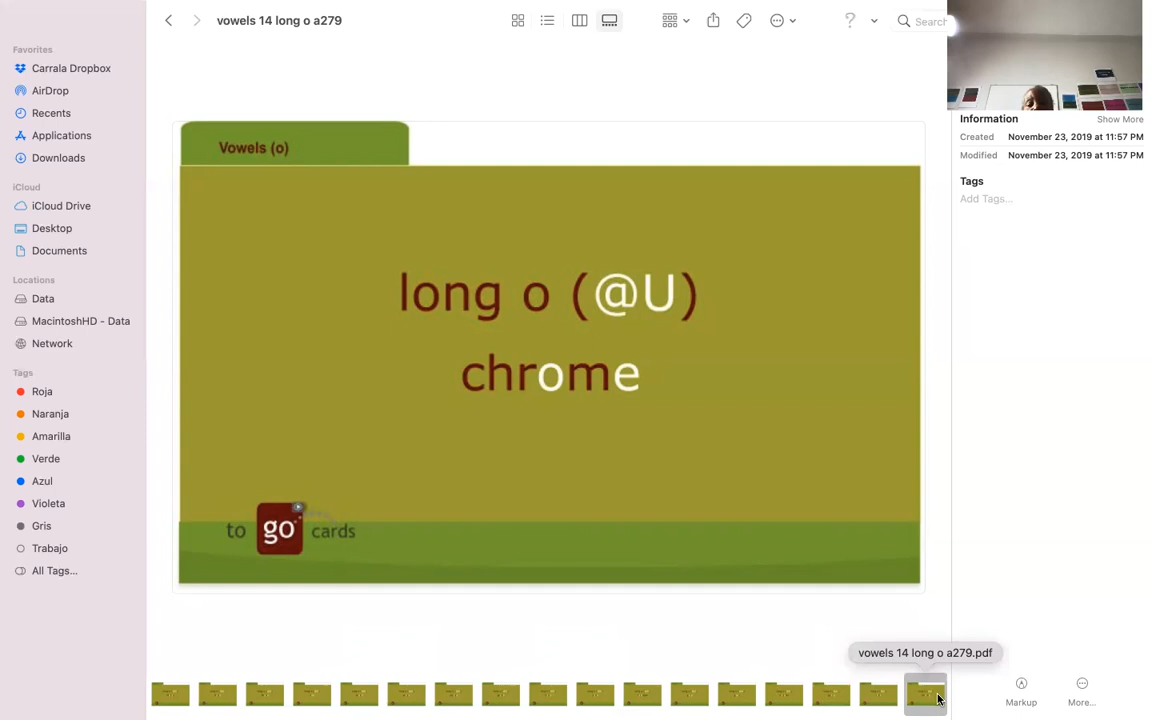 vowels 14 long o a279
Search
Favorites
Carrala Dropbox
AirDrop
Recents
Applications
Downloads
iCloud
iCloud Drive
Desktop
Documents
Locations
Data
MacintoshHD - Data
Network
Tags
Roja
Naranja
Amarilla
Verde
Azul
Violeta
Gris
Trabajo
All Tags...
Vowels (o)
long o (@U)
chrome
to go cards
vowels 14 long o a279.pdf
Information
Show More
Created November 23, 2019 at 11:57 PM
Modified November 23, 2019 at 11:57 PM
Tags
Add Tags...
Markup
More...